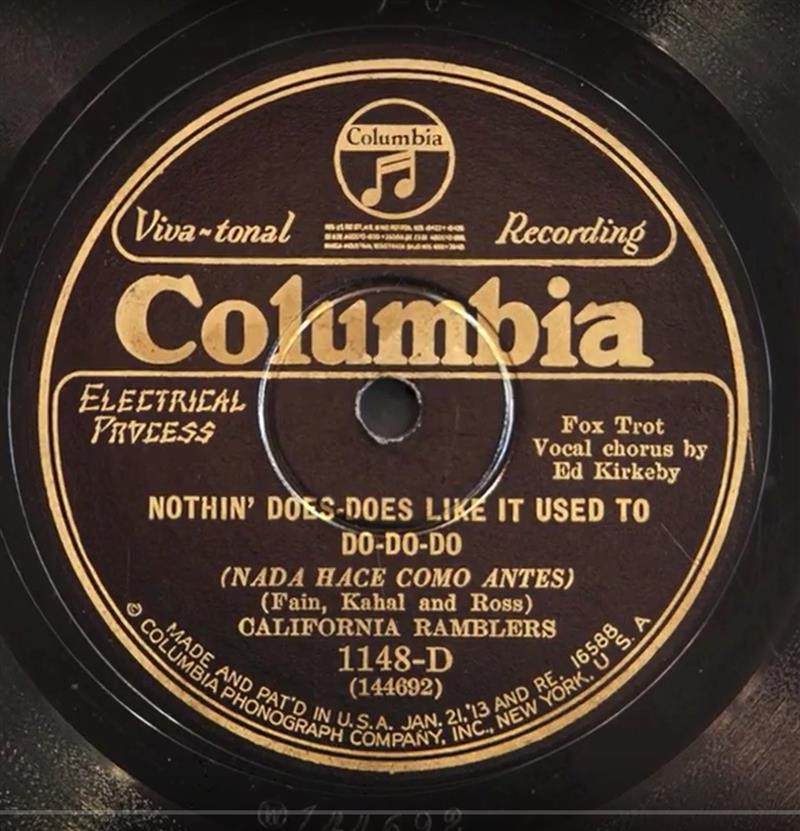 Columbia
Viva-tonal Recording
Columbia
ELECTRICAL
PROCESS
Fox Trot
Vocal chorus by
Ed Kirkeby
NOTHIN' DOES-DOES LIKE IT USED TO
DO-DO-DO
(NADA HACE COMO ANTES)
(Fain, Kahal and Ross)
CALIFORNIA RAMBLERS
1148-D
(144692)
MADE AND PAT'D IN U.S.A. JAN. 21,'13 AND RE. 16588
© COLUMBIA PHONOGRAPH COMPANY, INC., NEW YORK, U. S. A
W 144692